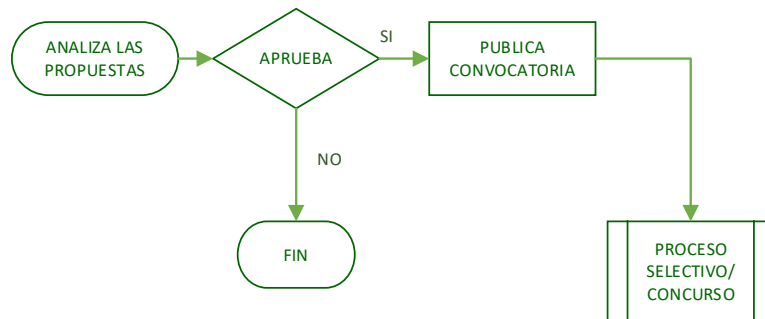 ANALIZA LAS
PROPUESTAS
APRUEBA
SI
PUBLICA
CONVOCATORIA
NO
FIN
PROCESO
SELECTIVO/
CONCURSO